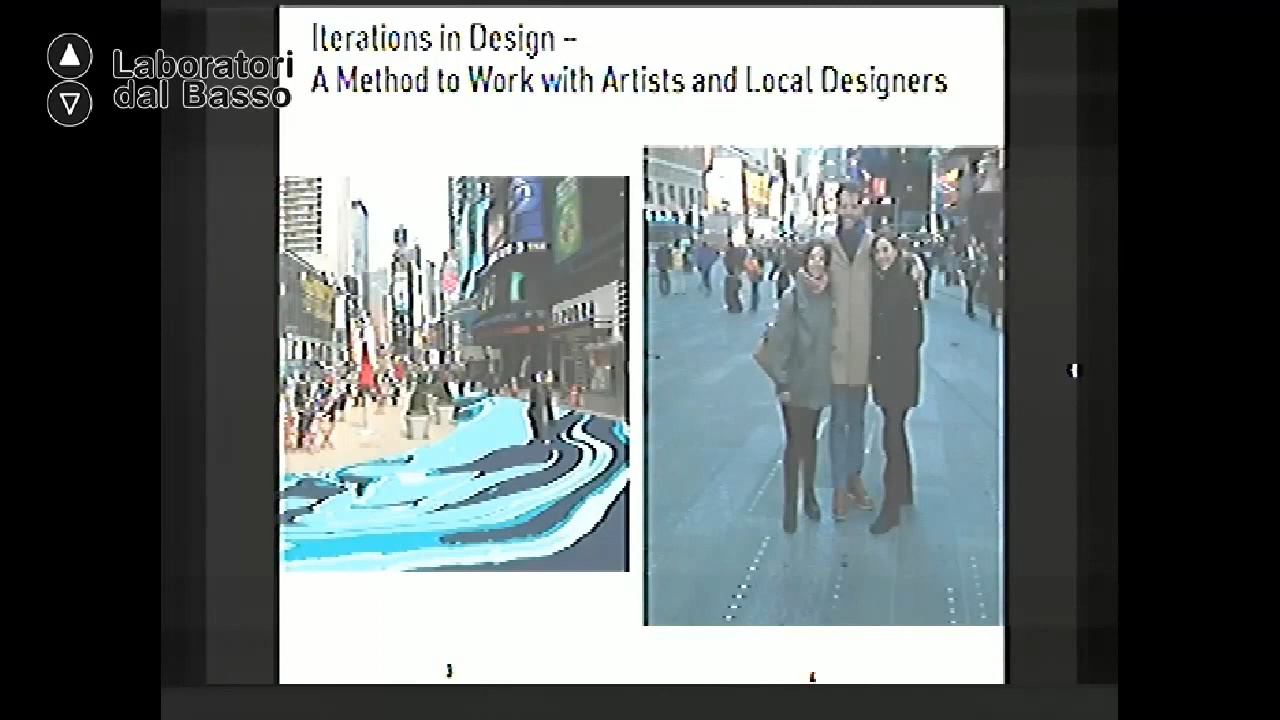 Iterations in Design –
A Method to Work with Artists and Local Designers
Laboratori
dal Basso